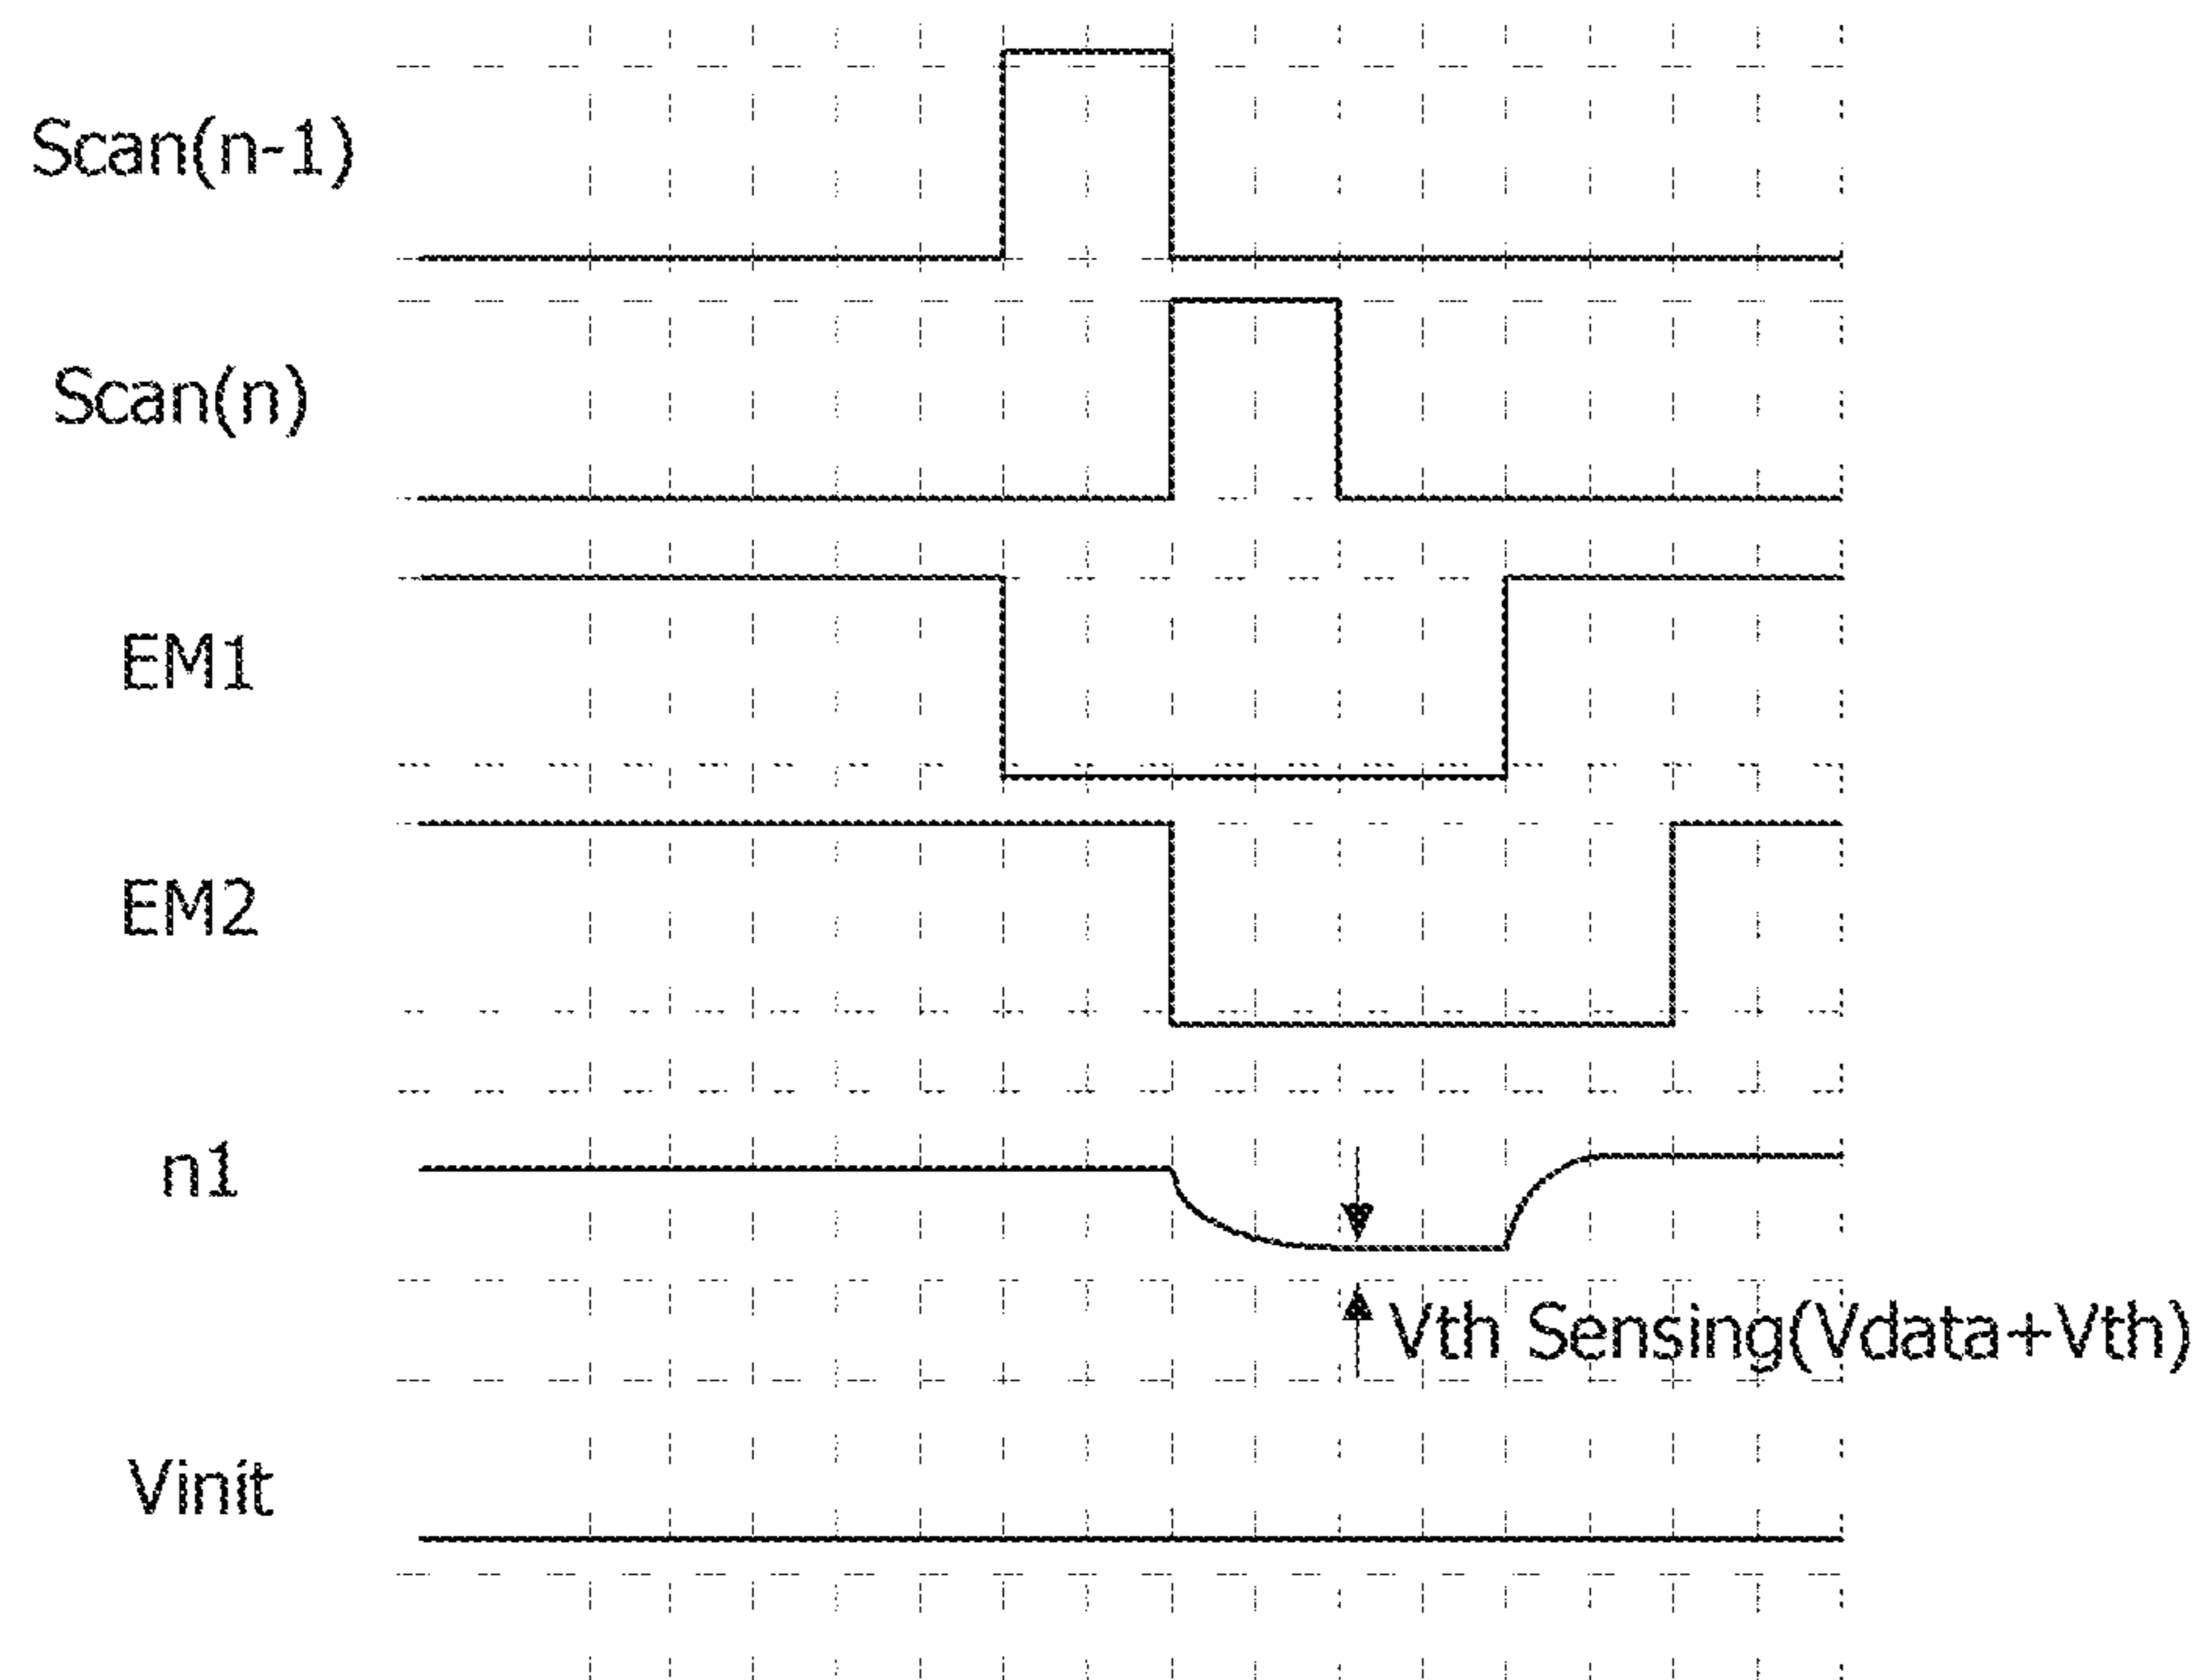 Scan(n-1)
Scan(n)
EM1
EM2
n1
Vth Sensing(Vdata+Vth)
Vinit